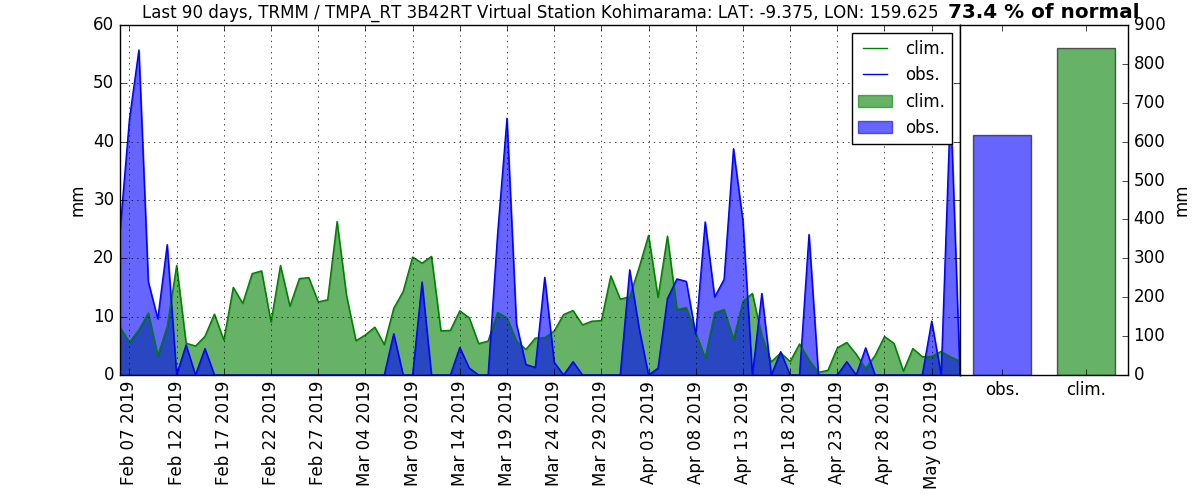 Last 90 days, TRMM / TMPA_RT 3B42RT Virtual Station Kohimarama: LAT: -9.375, LON: 159.625 73.4 % of normal
60
50
40
30
20
10
0
mm
clim.
obs.
clim.
obs.
Feb 07 2019
Feb 12 2019
Feb 17 2019
Feb 22 2019
Feb 27 2019
Mar 04 2019
Mar 09 2019
Mar 14 2019
Mar 19 2019
Mar 24 2019
Mar 29 2019
Apr 03 2019
Apr 08 2019
Apr 13 2019
Apr 18 2019
Apr 23 2019
Apr 28 2019
May 03 2019
900
800
700
600
500
400
300
200
100
0
mm
obs. clim.